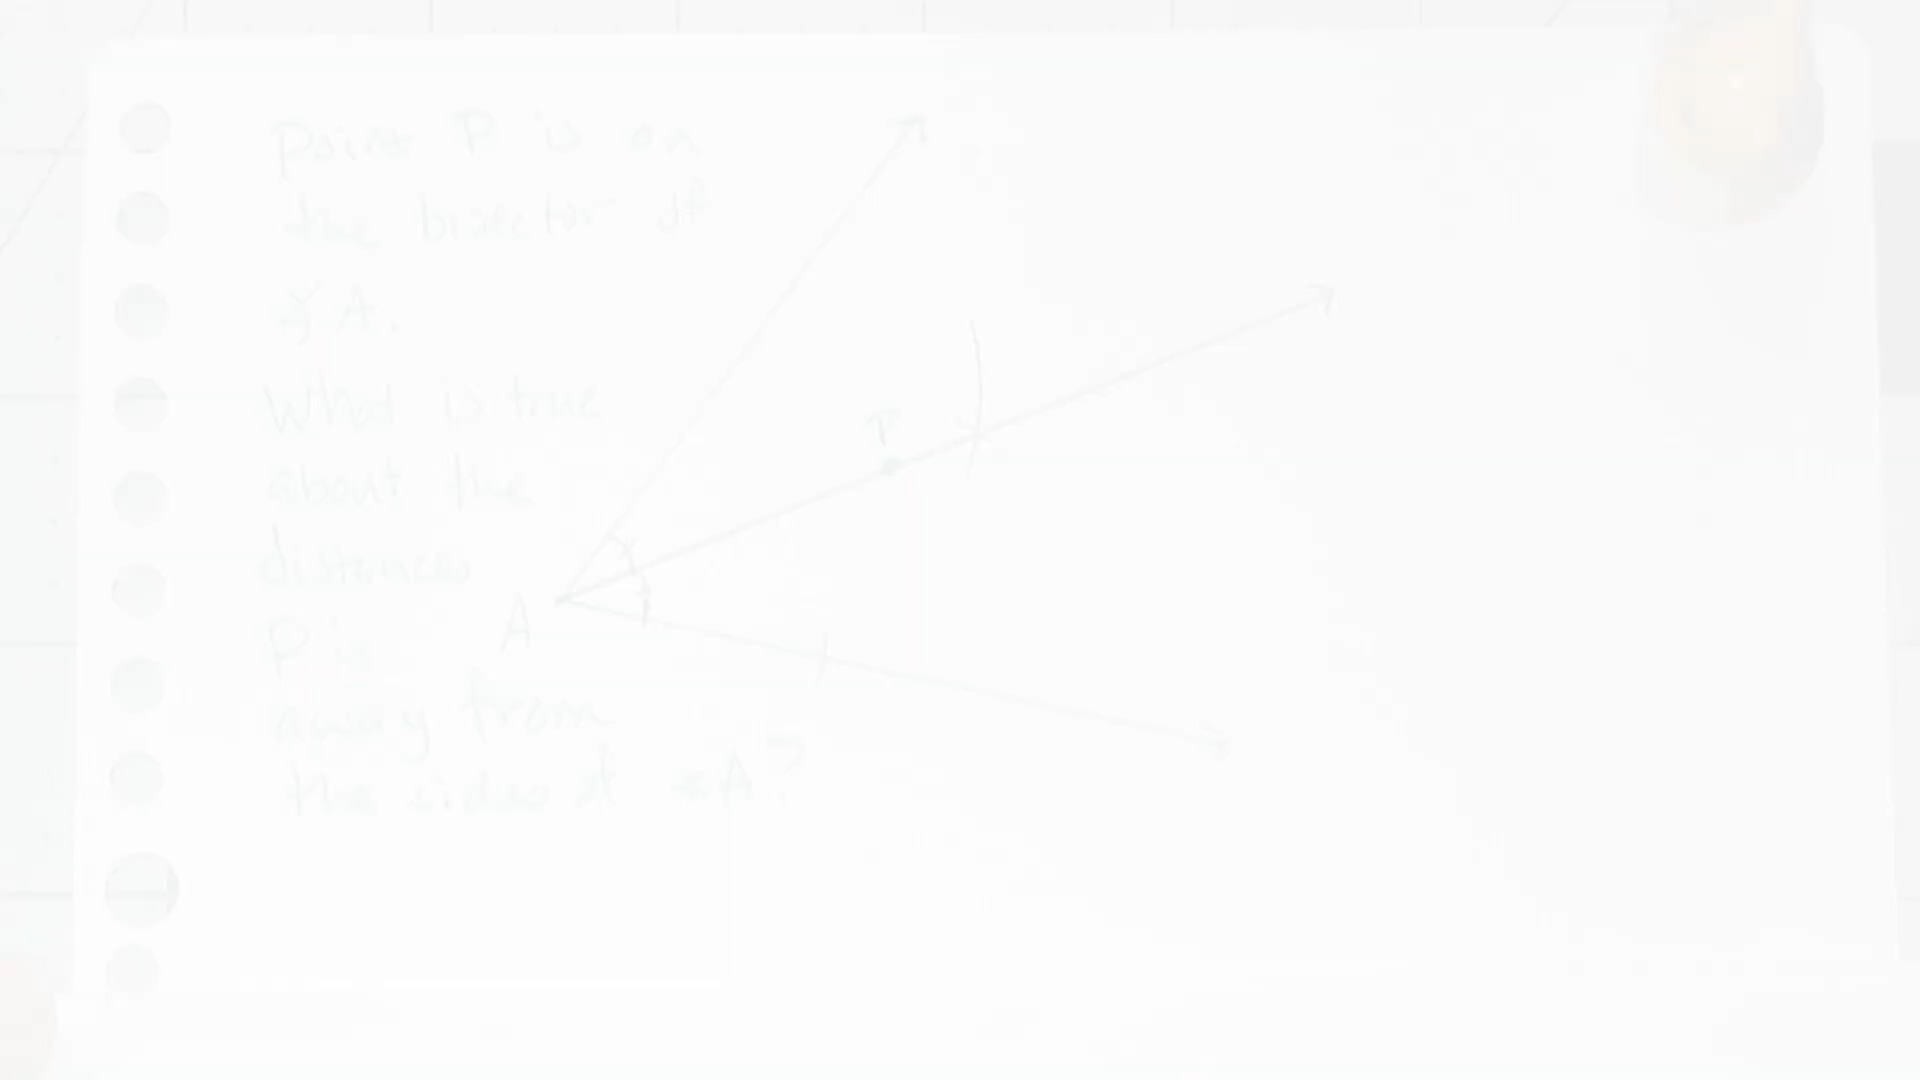 Point P is on
the bisector of
∡A.
What is true
about the
distances
P is
away from
the sides of ∡A?
P
A